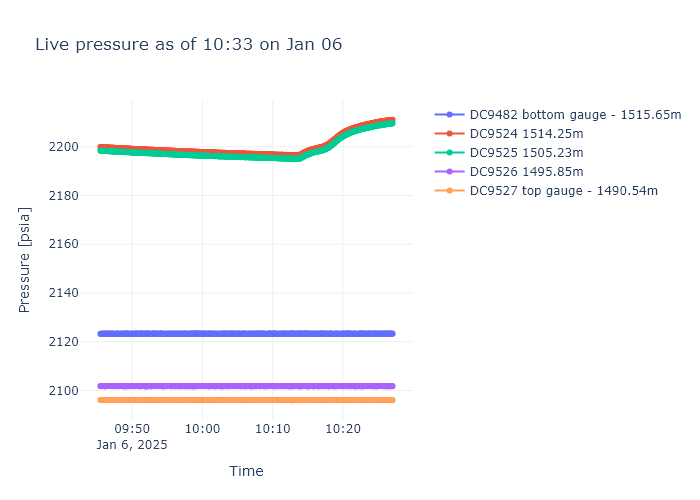 Live pressure as of 10:33 on Jan 06
DC9482 bottom gauge - 1515.65m
DC9524 1514.25m
DC9525 1505.23m
DC9526 1495.85m
DC9527 top gauge - 1490.54m
Pressure [psia]
2200
2180
2160
2140
2120
2100
09:50 10:00 10:10 10:20
Jan 6, 2025
Time